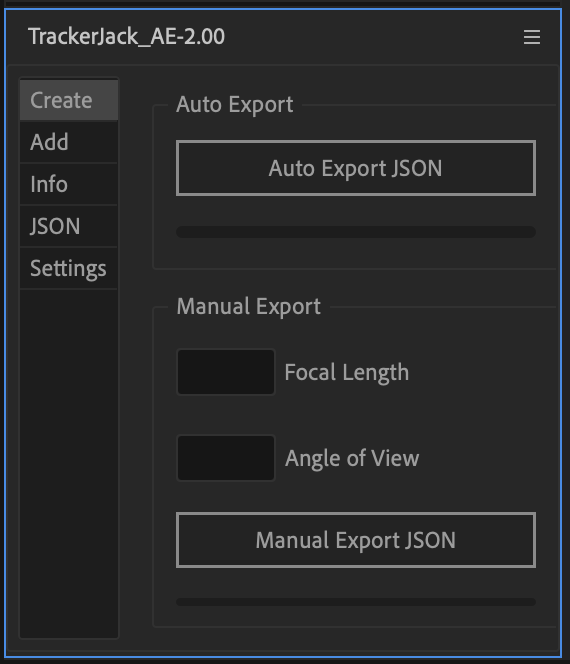 TrackerJack_AE-2.00
Create
Add
Info
JSON
Settings
Auto Export
Auto Export JSON
Manual Export
Focal Length
Angle of View
Manual Export JSON